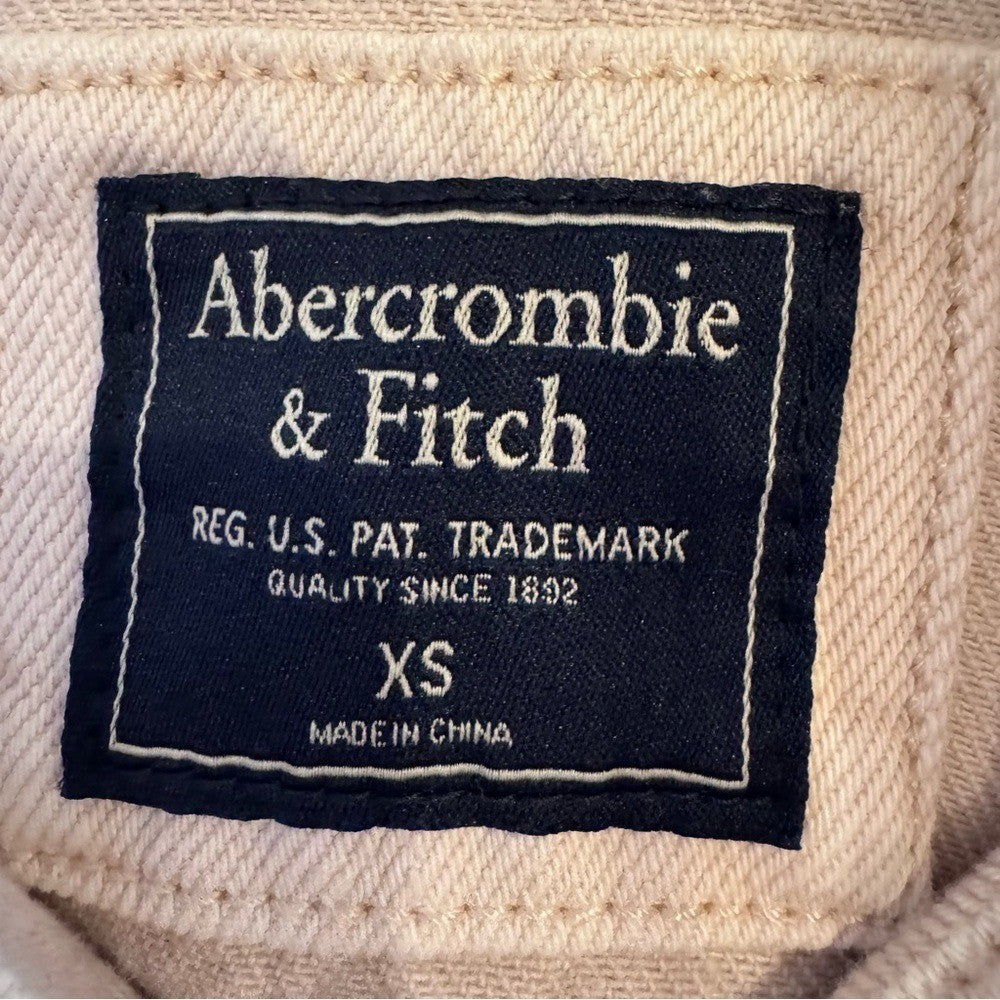 Abercrombie
& Fitch
REG. U.S. PAT. TRADEMARK
QUALITY SINCE 1892
XS
MADE IN CHINA